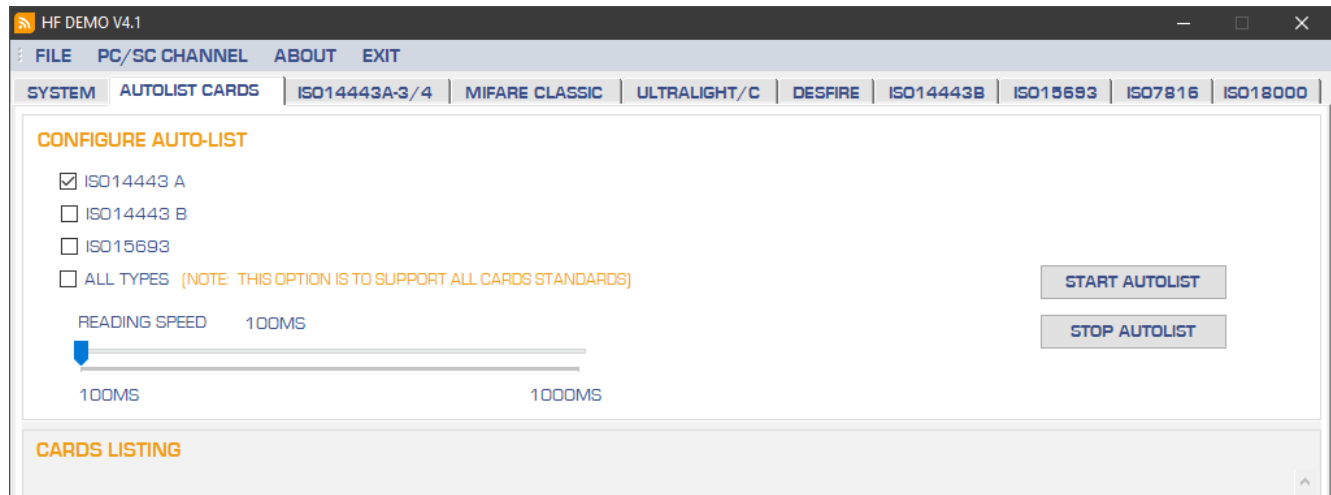 HF DEMO V4.1
FILE PC/SC CHANNEL ABOUT EXIT
SYSTEM AUTOLIST CARDS ISO14443A-3/4 MIFARE CLASSIC ULTRALIGHT/C DESFIRE ISO14443B ISO15693 ISO7816 ISO18000
CONFIGURE AUTO-LIST
ISO14443 A
ISO14443 B
ISO15693
ALL TYPES (NOTE: THIS OPTION IS TO SUPPORT ALL CARDS STANDARDS)
START AUTOLIST
READING SPEED 100MS
STOP AUTOLIST
100MS 1000MS
CARDS LISTING